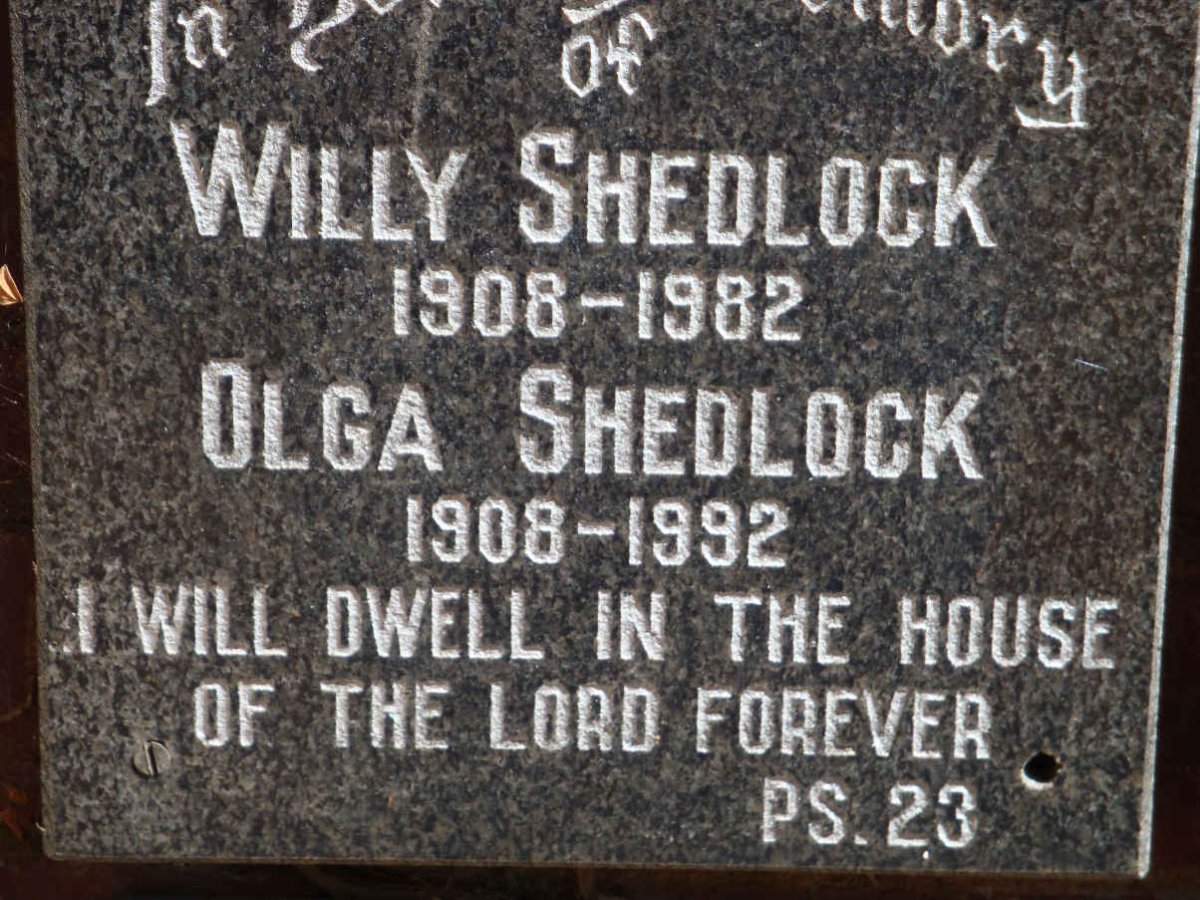 In
of
WILLY SHEDLOCK
1908-1982
OLGA SHEDLOCK
1908-1992
I WILL DWELL IN THE HOUSE
OF THE LORD FOREVER
PS. 23